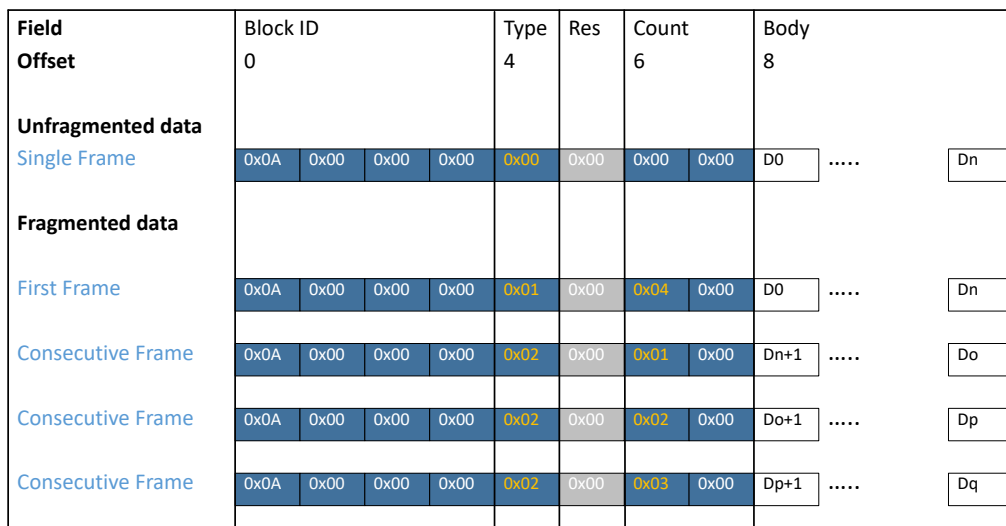 Field Block ID Type Res Count Body
Offset 0 4 6 8
Unfragmented data
Single Frame 0x0A 0x00 0x00 0x00 0x00 0x00 0x00 0x00 D0 ..... Dn
Fragmented data
First Frame 0x0A 0x00 0x00 0x00 0x01 0x00 0x04 0x00 D0 ..... Dn
Consecutive Frame 0x0A 0x00 0x00 0x00 0x02 0x00 0x01 0x00 Dn+1 ..... Do
Consecutive Frame 0x0A 0x00 0x00 0x00 0x02 0x00 0x02 0x00 Do+1 ..... Dp
Consecutive Frame 0x0A 0x00 0x00 0x00 0x02 0x00 0x03 0x00 Dp+1 ..... Dq